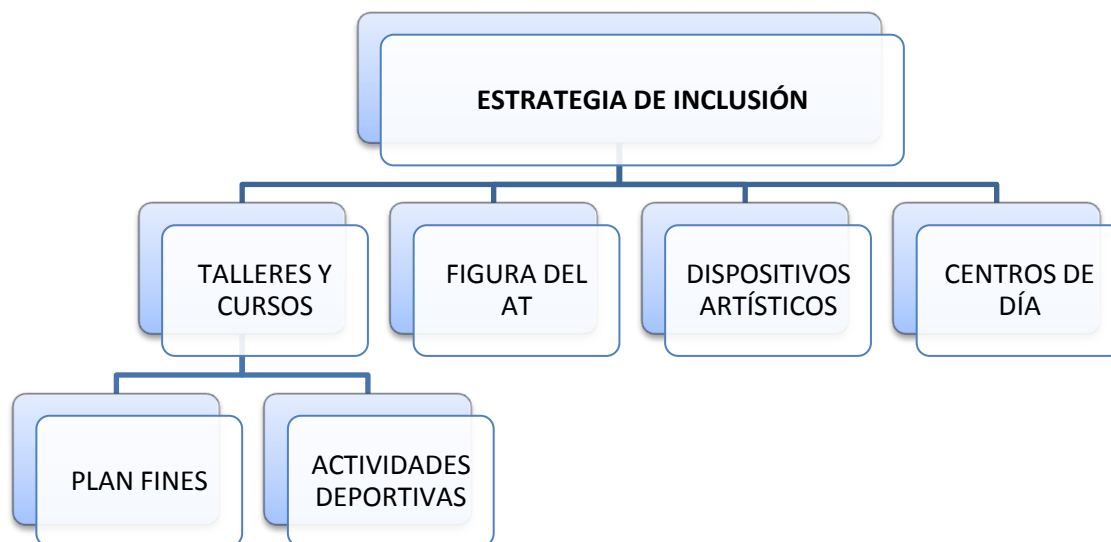 ESTRATEGIA DE INCLUSIÓN
TALLERES Y
CURSOS
FIGURA DEL
AT
DISPOSITIVOS
ARTÍSTICOS
CENTROS DE
DÍA
PLAN FINES
ACTIVIDADES
DEPORTIVAS